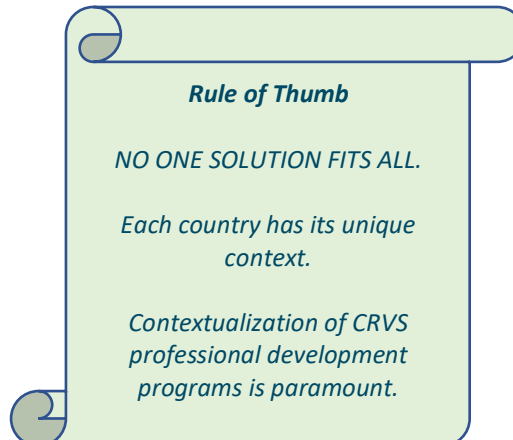 Rule of Thumb
NO ONE SOLUTION FITS ALL.
Each country has its unique
context.
Contextualization of CRVS
professional development
programs is paramount.